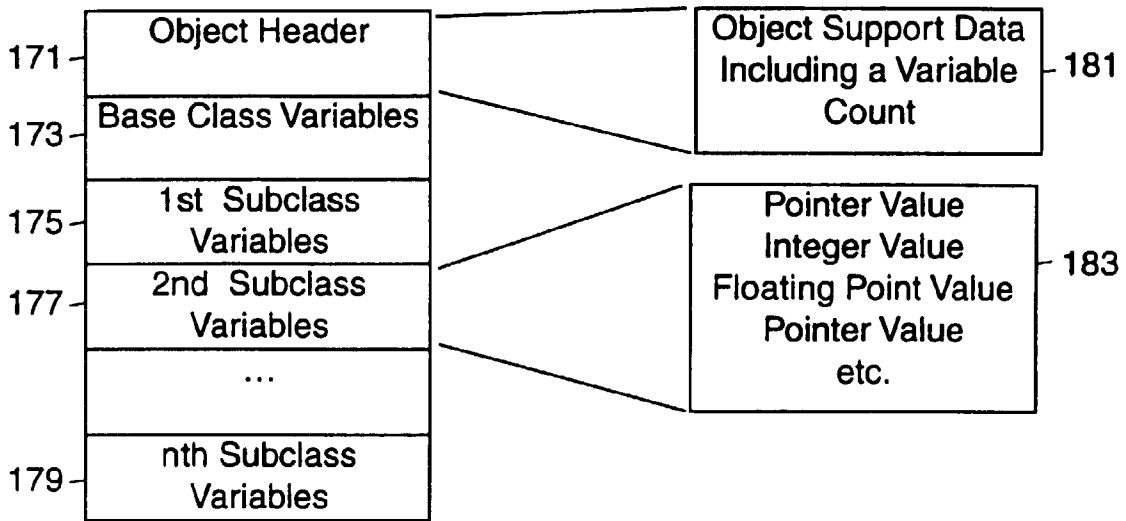 Object Header
171
Base Class Variables
173
1st Subclass
Variables
175
2nd Subclass
Variables
177
...
nth Subclass
Variables
179
Object Support Data
Including a Variable
Count
181
Pointer Value
Integer Value
Floating Point Value
Pointer Value
etc.
183